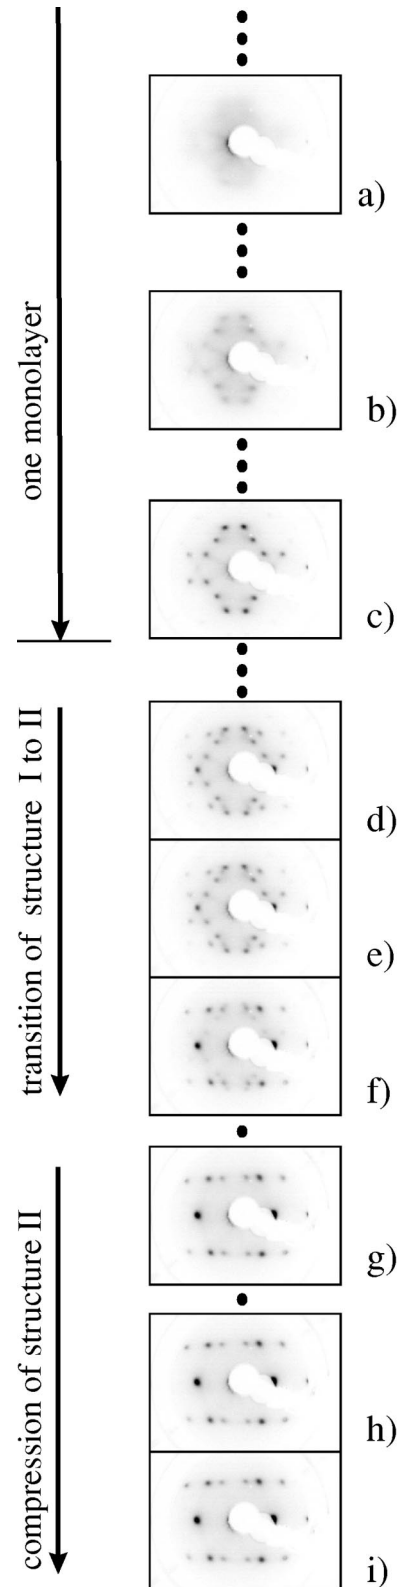 a)
one monolayer
b)
c)
transition of structure I to II
d)
e)
f)
compression of structure II
g)
h)
i)